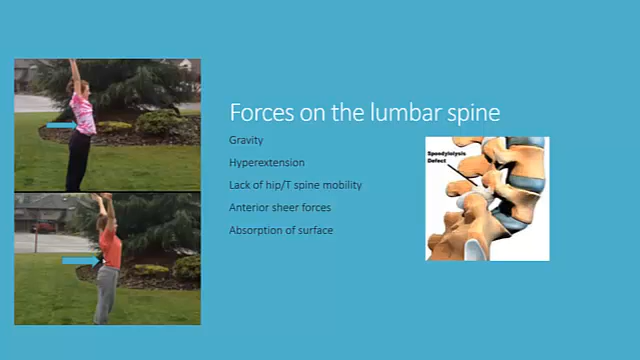 Forces on the lumbar spine
Gravity
Hyperextension
Lack of hip/T spine mobility
Anterior sheer forces
Absorption of surface
Spondylolysis
Defect